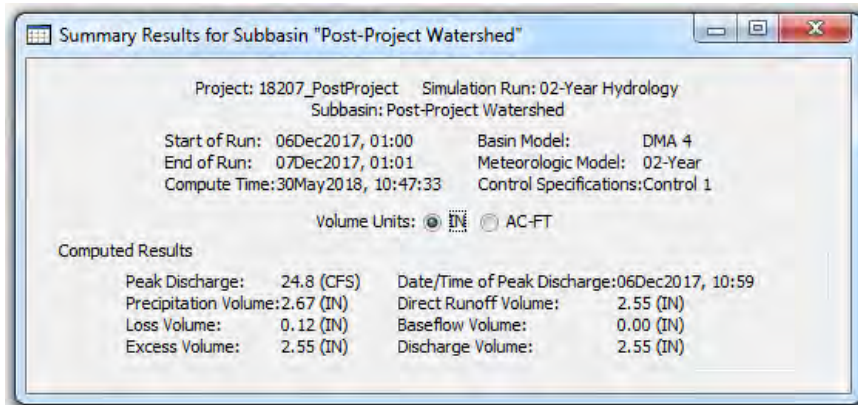 Summary Results for Subbasin "Post-Project Watershed"
Project: 18207_PostProject Simulation Run: 02-Year Hydrology
Subbasin: Post-Project Watershed
Start of Run: 06Dec2017, 01:00 Basin Model: DMA 4
End of Run: 07Dec2017, 01:01 Meteorologic Model: 02-Year
Compute Time:30May2018, 10:47:33 Control Specifications:Control 1
Volume Units: IN AC-FT
Computed Results
Peak Discharge: 24.8 (CFS) Date/Time of Peak Discharge:06Dec2017, 10:59
Precipitation Volume:2.67 (IN) Direct Runoff Volume: 2.55 (IN)
Loss Volume: 0.12 (IN) Baseflow Volume: 0.00 (IN)
Excess Volume: 2.55 (IN) Discharge Volume: 2.55 (IN)